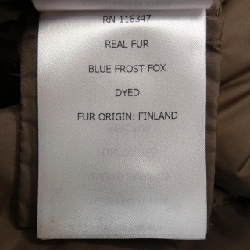 RN 116347
REAL FUR
BLUE FROST FOX
DYED
FUR ORIGIN: FINLAND